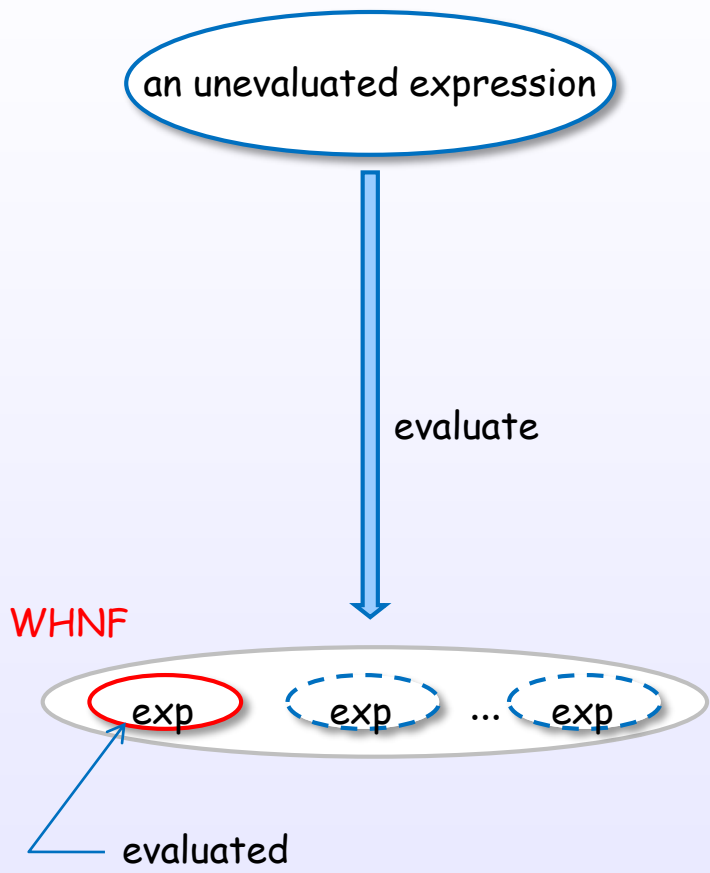 an unevaluated expression
evaluate
WHNF
exp exp ... exp
evaluated